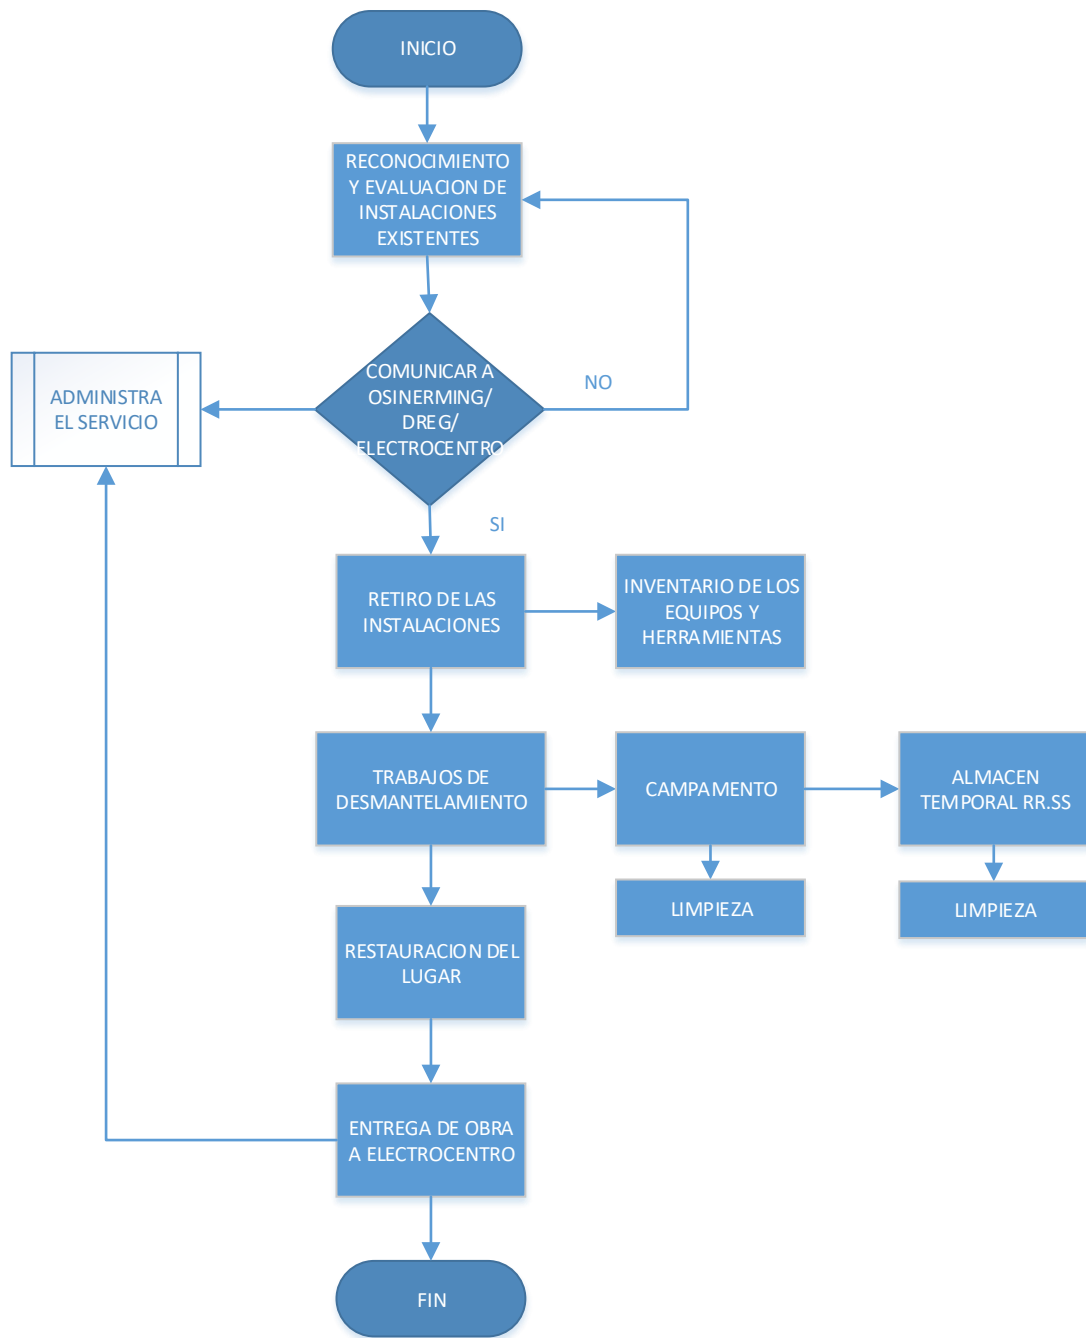 INICIO
RECONOCIMIENTO
Y EVALUACION DE
INSTALACIONES
EXISTENTES
COMUNICAR A
OSINERMING/
DREG/
ELECTROCENTRO
NO
ADMINISTRA
EL SERVICIO
SI
RETIRO DE LAS
INSTALACIONES
INVENTARIO DE LOS
EQUIPOS Y
HERRAMIENTAS
TRABAJOS DE
DESMANTELAMIENTO
CAMPAMENTO
ALMACEN
TEMPORAL RR.SS
LIMPIEZA
LIMPIEZA
RESTAURACION DEL
LUGAR
ENTREGA DE OBRA
A ELECTROCENTRO
FIN